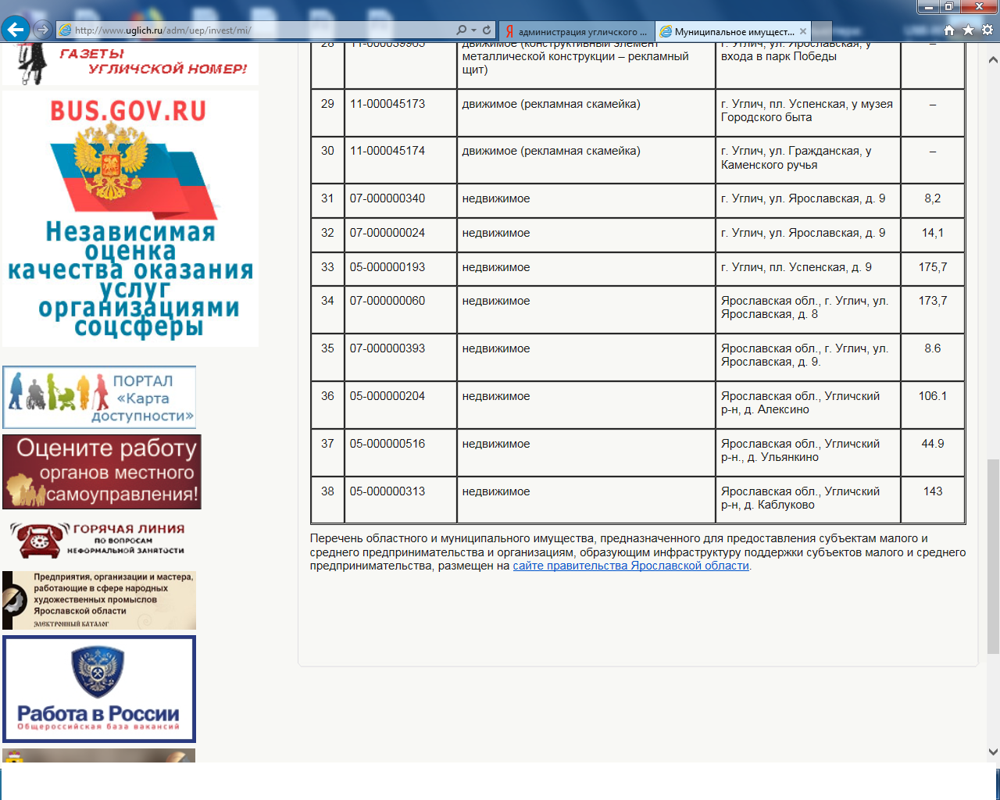 http://www.uglich.ru/adm/uep/invest/mi/
администрация угличского ...
Муниципальное имущест...
ГАЗЕТЫ
УГЛИЧСКОЙ НОМЕР!
BUS.GOV.RU
Независимая
оценка
качества оказания
услуг
организациями
соцсферы
ПОРТАЛ
«Карта
доступности»
Оцените работу
органов местного
самоуправления!
ГОРЯЧАЯ ЛИНИЯ
ПО ВОПРОСАМ
НЕФОРМАЛЬНОЙ ЗАНЯТОСТИ
Предприятия, организации и мастера,
работающие в сфере народных
художественных промыслов
Ярославской области
ЭЛЕКТРОННЫЙ КАТАЛОГ
Работа в России
Общероссийская база вакансий
28 11-000039905 движимое (конструктивный элемент г. Углич, ул. Ярославская, у –
металлической конструкции – рекламный входа в парк Победы
щит)
29 11-000045173 движимое (рекламная скамейка) г. Углич, пл. Успенская, у музея –
Городского быта
30 11-000045174 движимое (рекламная скамейка) г. Углич, ул. Гражданская, у –
Каменского ручья
31 07-000000340 недвижимое г. Углич, ул. Ярославская, д. 9 8,2
32 07-000000024 недвижимое г. Углич, ул. Ярославская, д. 9 14,1
33 05-000000193 недвижимое г. Углич, пл. Успенская, д. 9 175,7
34 07-000000060 недвижимое Ярославская обл., г. Углич, ул. 173,7
Ярославская, д. 8
35 07-000000393 недвижимое Ярославская обл., г. Углич, ул. 8.6
Ярославская, д. 9.
36 05-000000204 недвижимое Ярославская обл., Угличский 106.1
р-н, д. Алексино
37 05-000000516 недвижимое Ярославская обл., Угличский 44.9
р-н., д. Ульянкино
38 05-000000313 недвижимое Ярославская обл., Угличский 143
р-н, д. Каблуково
Перечень областного и муниципального имущества, предназначенного для предоставления субъектам малого и
среднего предпринимательства и организациям, образующим инфраструктуру поддержки субъектов малого и среднего
предпринимательства, размещен на сайте правительства Ярославской области.